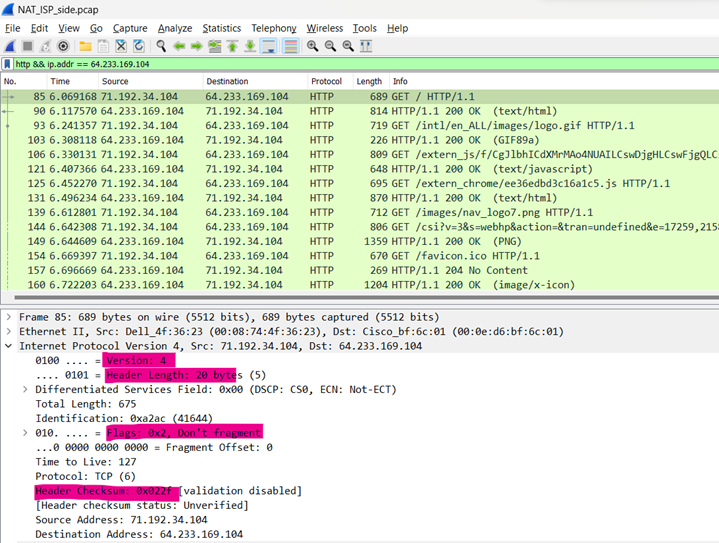 NAT_ISP_side.pcap
File Edit View Go Capture Analyze Statistics Telephony Wireless Tools Help
http && ip.addr == 64.233.169.104
No. Time Source Destination Protocol Length Info
85 6.069168 71.192.34.104 64.233.169.104 HTTP 689 GET / HTTP/1.1
90 6.117570 64.233.169.104 71.192.34.104 HTTP 814 HTTP/1.1 200 OK (text/html)
93 6.241357 71.192.34.104 64.233.169.104 HTTP 719 GET /intl/en_ALL/images/logo.gif HTTP/1.1
103 6.308118 64.233.169.104 71.192.34.104 HTTP 226 HTTP/1.1 200 OK (GIF89a)
106 6.330131 71.192.34.104 64.233.169.104 HTTP 809 GET /extern_js/f/CgJlbhICdXMrMAo4NUAILCswDjgHLCswFjgQLC
121 6.407366 64.233.169.104 71.192.34.104 HTTP 648 HTTP/1.1 200 OK (text/javascript)
125 6.452270 71.192.34.104 64.233.169.104 HTTP 695 GET /extern_chrome/ee36edbd3c16a1c5.js HTTP/1.1
131 6.496234 64.233.169.104 71.192.34.104 HTTP 870 HTTP/1.1 200 OK (text/html)
139 6.612801 71.192.34.104 64.233.169.104 HTTP 712 GET /images/nav_logo7.png HTTP/1.1
144 6.642308 71.192.34.104 64.233.169.104 HTTP 806 GET /csi?v=3&s=webhp&action=&tran=undefined&e=17259,2158
149 6.644609 64.233.169.104 71.192.34.104 HTTP 1359 HTTP/1.1 200 OK (PNG)
154 6.669397 71.192.34.104 64.233.169.104 HTTP 670 GET /favicon.ico HTTP/1.1
157 6.696669 64.233.169.104 71.192.34.104 HTTP 269 HTTP/1.1 204 No Content
160 6.722203 64.233.169.104 71.192.34.104 HTTP 1204 HTTP/1.1 200 OK (image/x-icon)
Frame 85: 689 bytes on wire (5512 bits), 689 bytes captured (5512 bits)
Ethernet II, Src: Dell_4f:36:23 (00:08:74:4f:36:23), Dst: Cisco_bf:6c:01 (00:0e:d6:bf:6c:01)
Internet Protocol Version 4, Src: 71.192.34.104, Dst: 64.233.169.104
0100 .... = Version: 4
.... 0101 = Header Length: 20 bytes (5)
Differentiated Services Field: 0x00 (DSCP: CS0, ECN: Not-ECT)
Total Length: 675
Identification: 0xa2ac (41644)
010. .... = Flags: 0x2, Don't fragment
...0 0000 0000 0000 = Fragment Offset: 0
Time to Live: 127
Protocol: TCP (6)
Header Checksum: 0x022f [validation disabled]
[Header checksum status: Unverified]
Source Address: 71.192.34.104
Destination Address: 64.233.169.104